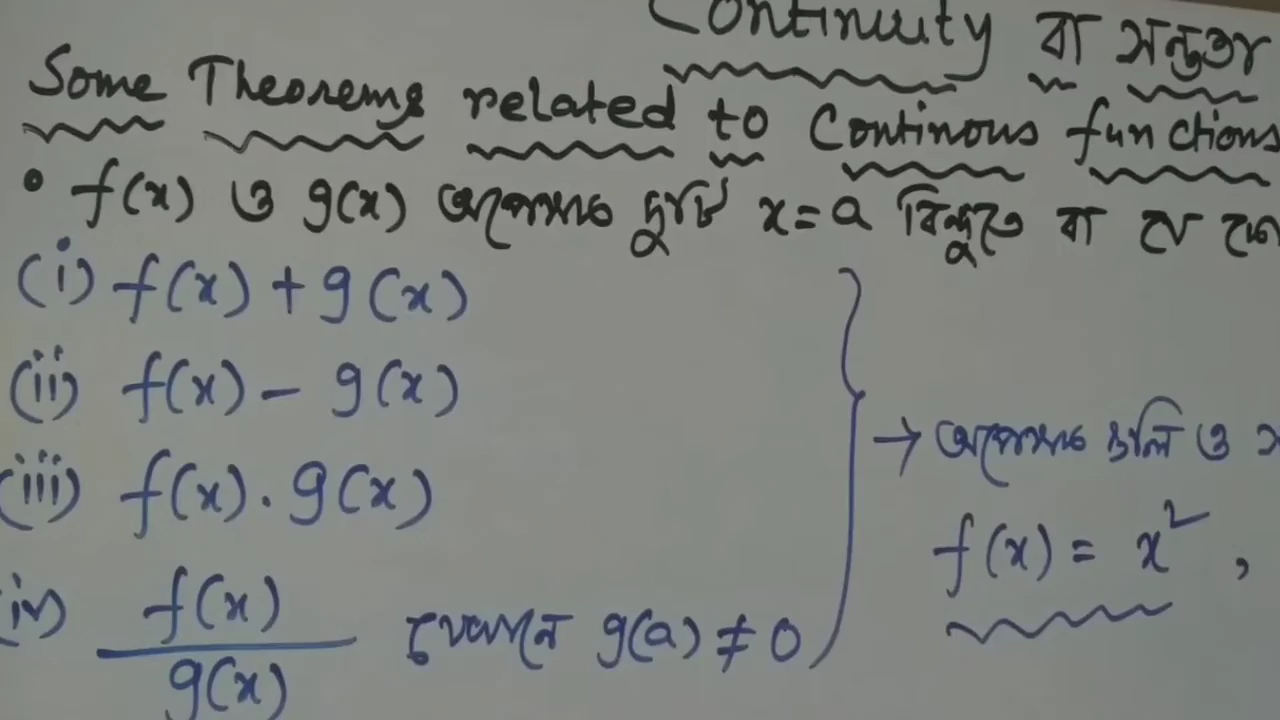 Continuity বা সন্তত
Some Theorems related to Continous functions
• f(x) ও g(x) অপেক্ষক দুটি x=a বিন্দুতে বা যে
(i) f(x) + g(x)
(ii) f(x) - g(x)
(iii) f(x) . g(x)
→ অপেক্ষক গুলি ও
f(x) = x²,
(iv) f(x)/g(x) যেখানে g(a) ≠ 0